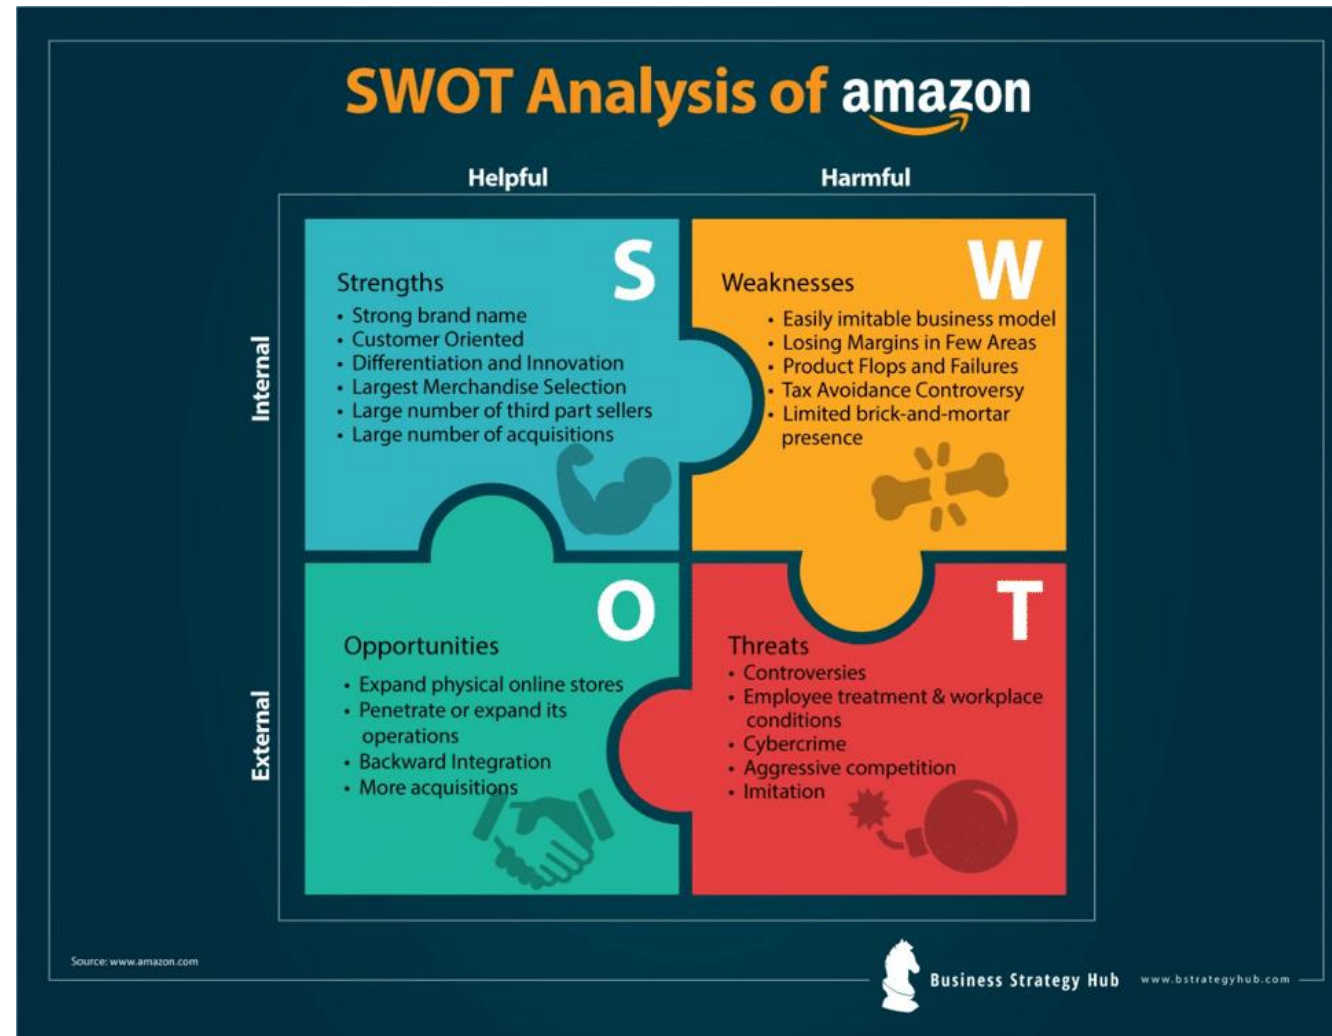 SWOT Analysis of amazon
Helpful
Harmful
Internal
S
Strengths
• Strong brand name
• Customer Oriented
• Differentiation and Innovation
• Largest Merchandise Selection
• Large number of third part sellers
• Large number of acquisitions
W
Weaknesses
• Easily imitable business model
• Losing Margins in Few Areas
• Product Flops and Failures
• Tax Avoidance Controversy
• Limited brick-and-mortar
presence
External
O
Opportunities
• Expand physical online stores
• Penetrate or expand its
operations
• Backward Integration
• More acquisitions
T
Threats
• Controversies
• Employee treatment & workplace
conditions
• Cybercrime
• Aggressive competition
• Imitation
Source: www.amazon.com
Business Strategy Hub www.bstrategyhub.com